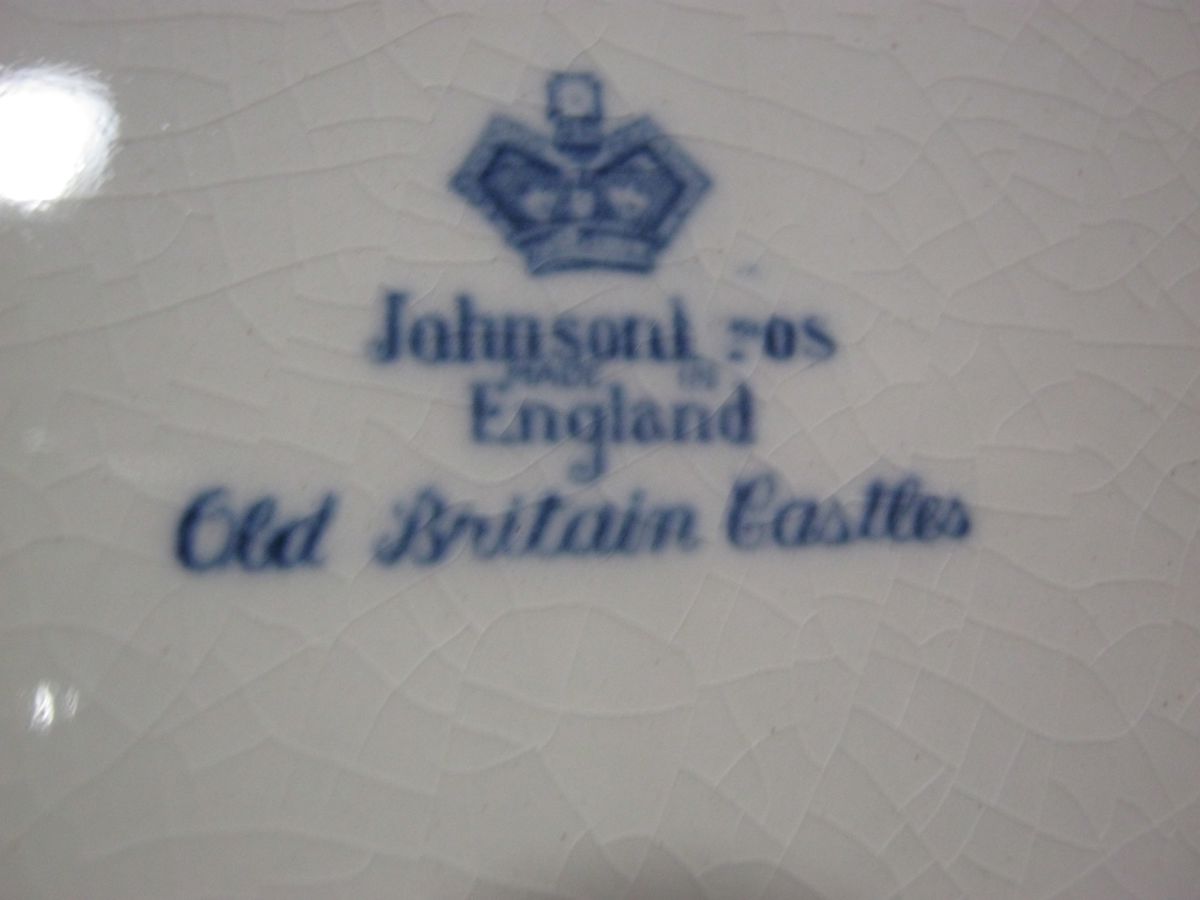 Johnson Bros
MADE IN
England
Old Britain Castles